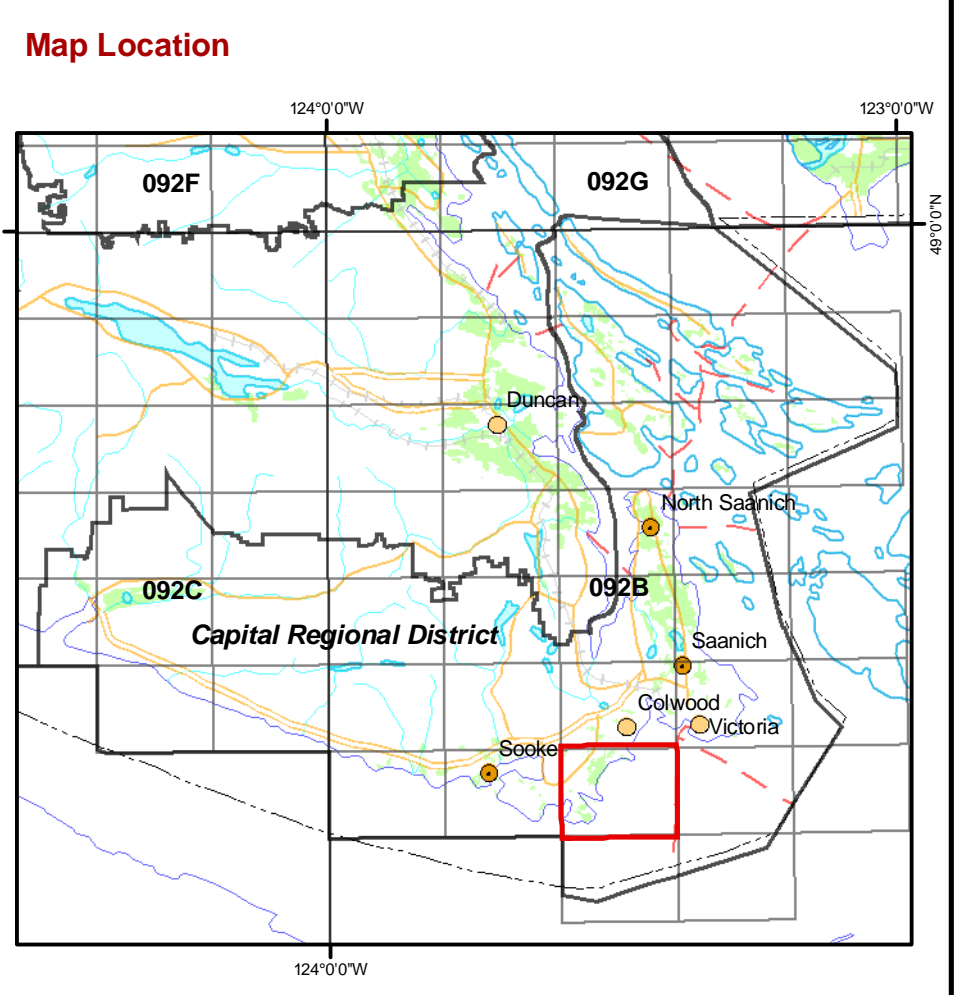 Map Location
124°0'0"W
123°0'0"W
092F
092G
49°0'0"N
Duncan
North Saanich
092C
092B
Capital Regional District
Saanich
Colwood
Victoria
Sooke
124°0'0"W